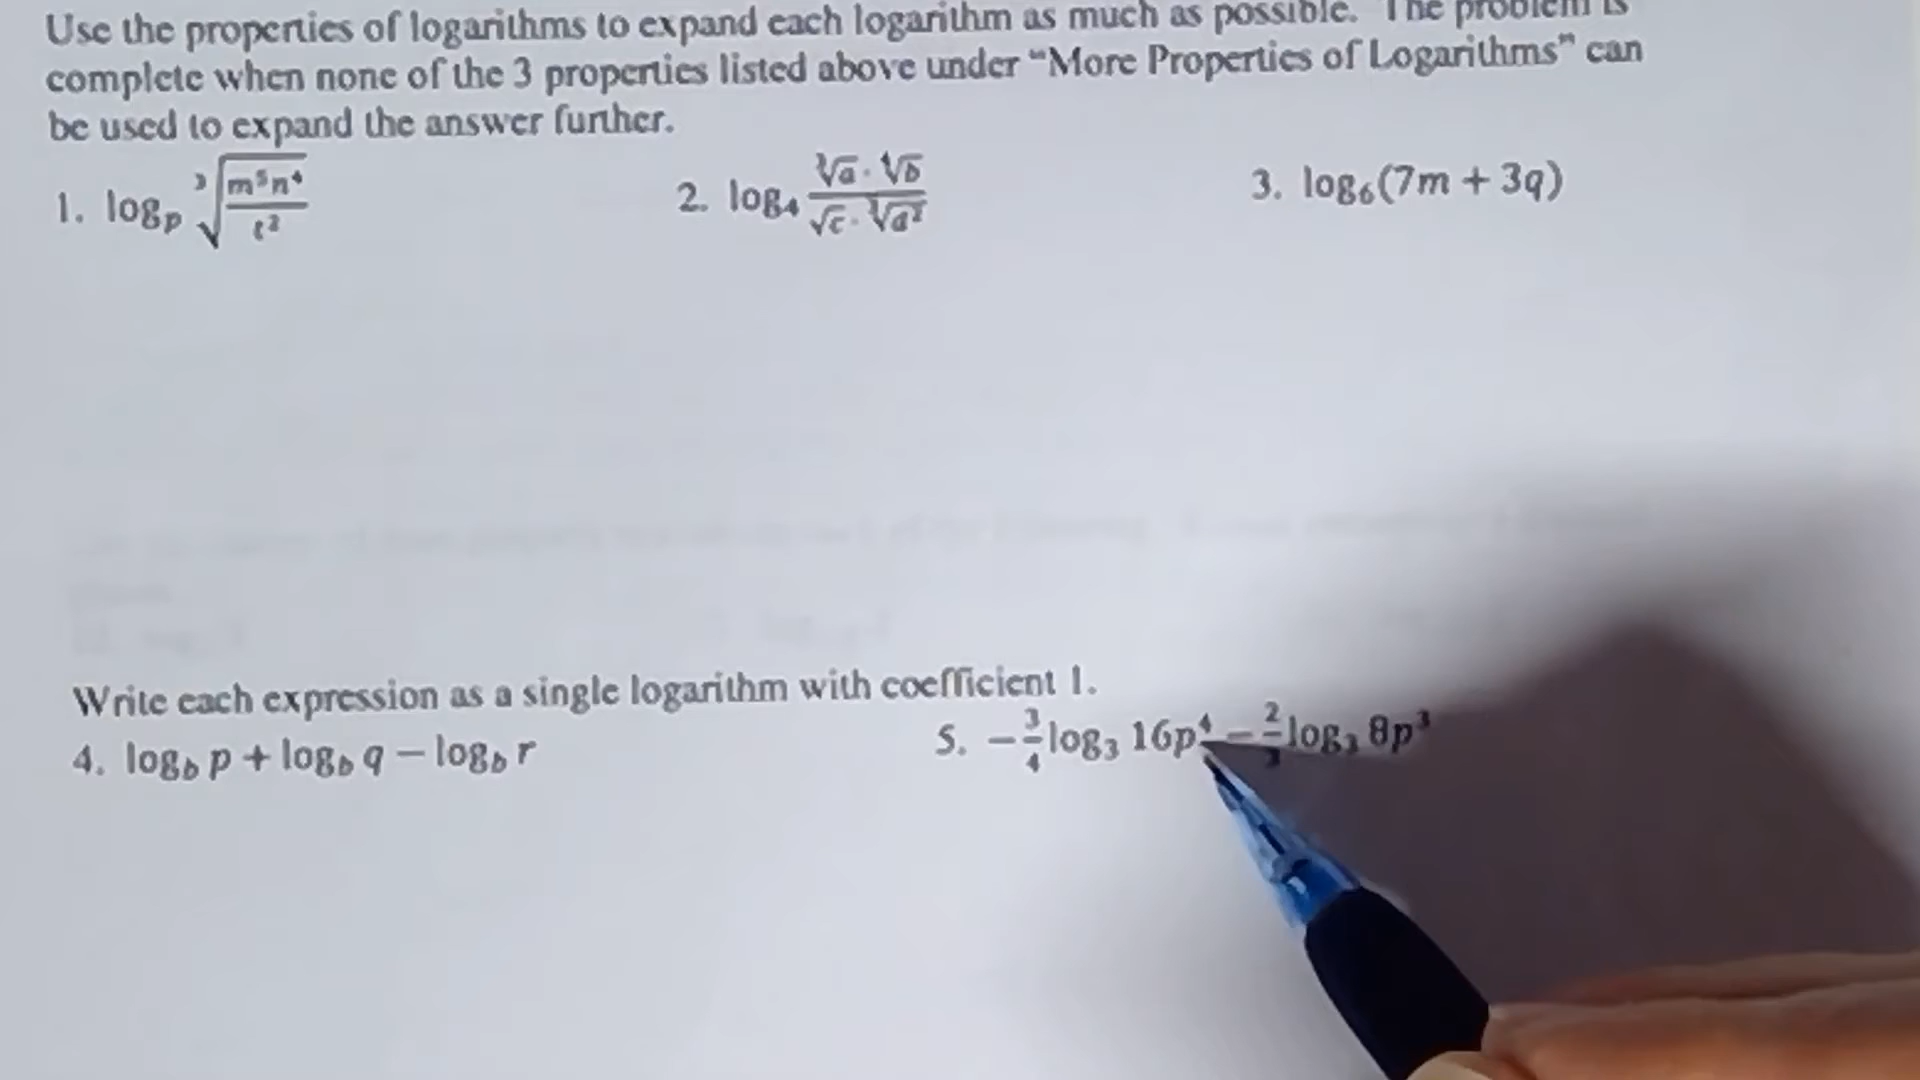 Use the properties of logarithms to expand each logarithm as much as possible. The problem is
complete when none of the 3 properties listed above under “More Properties of Logarithms” can
be used to expand the answer further.
1. logₚ ∛(m⁵n⁴/t²)
2. log₄ (∛a · ∜b)/(√c · ∛a²)
3. log₆(7m + 3q)
Write each expression as a single logarithm with coefficient 1.
4. log_b p + log_b q − log_b r
5. −3/4 log₃ 16p⁴ − 2/3 log₃ 8p³